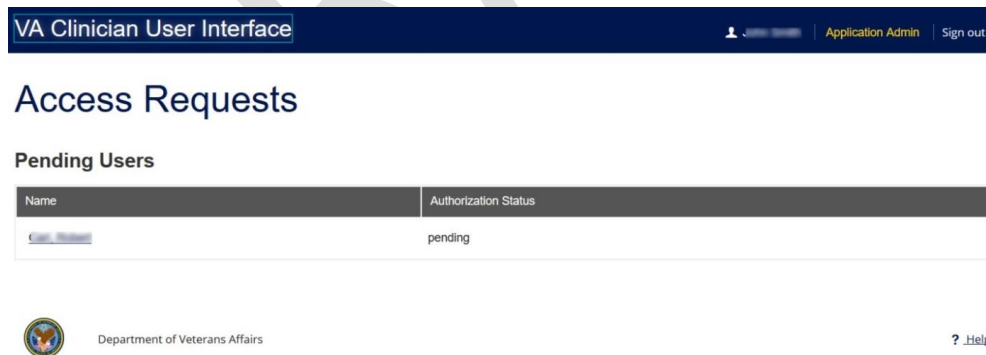 VA Clinician User Interface
Application Admin
Sign out
Access Requests
Pending Users
Name Authorization Status
pending
Department of Veterans Affairs
? Help